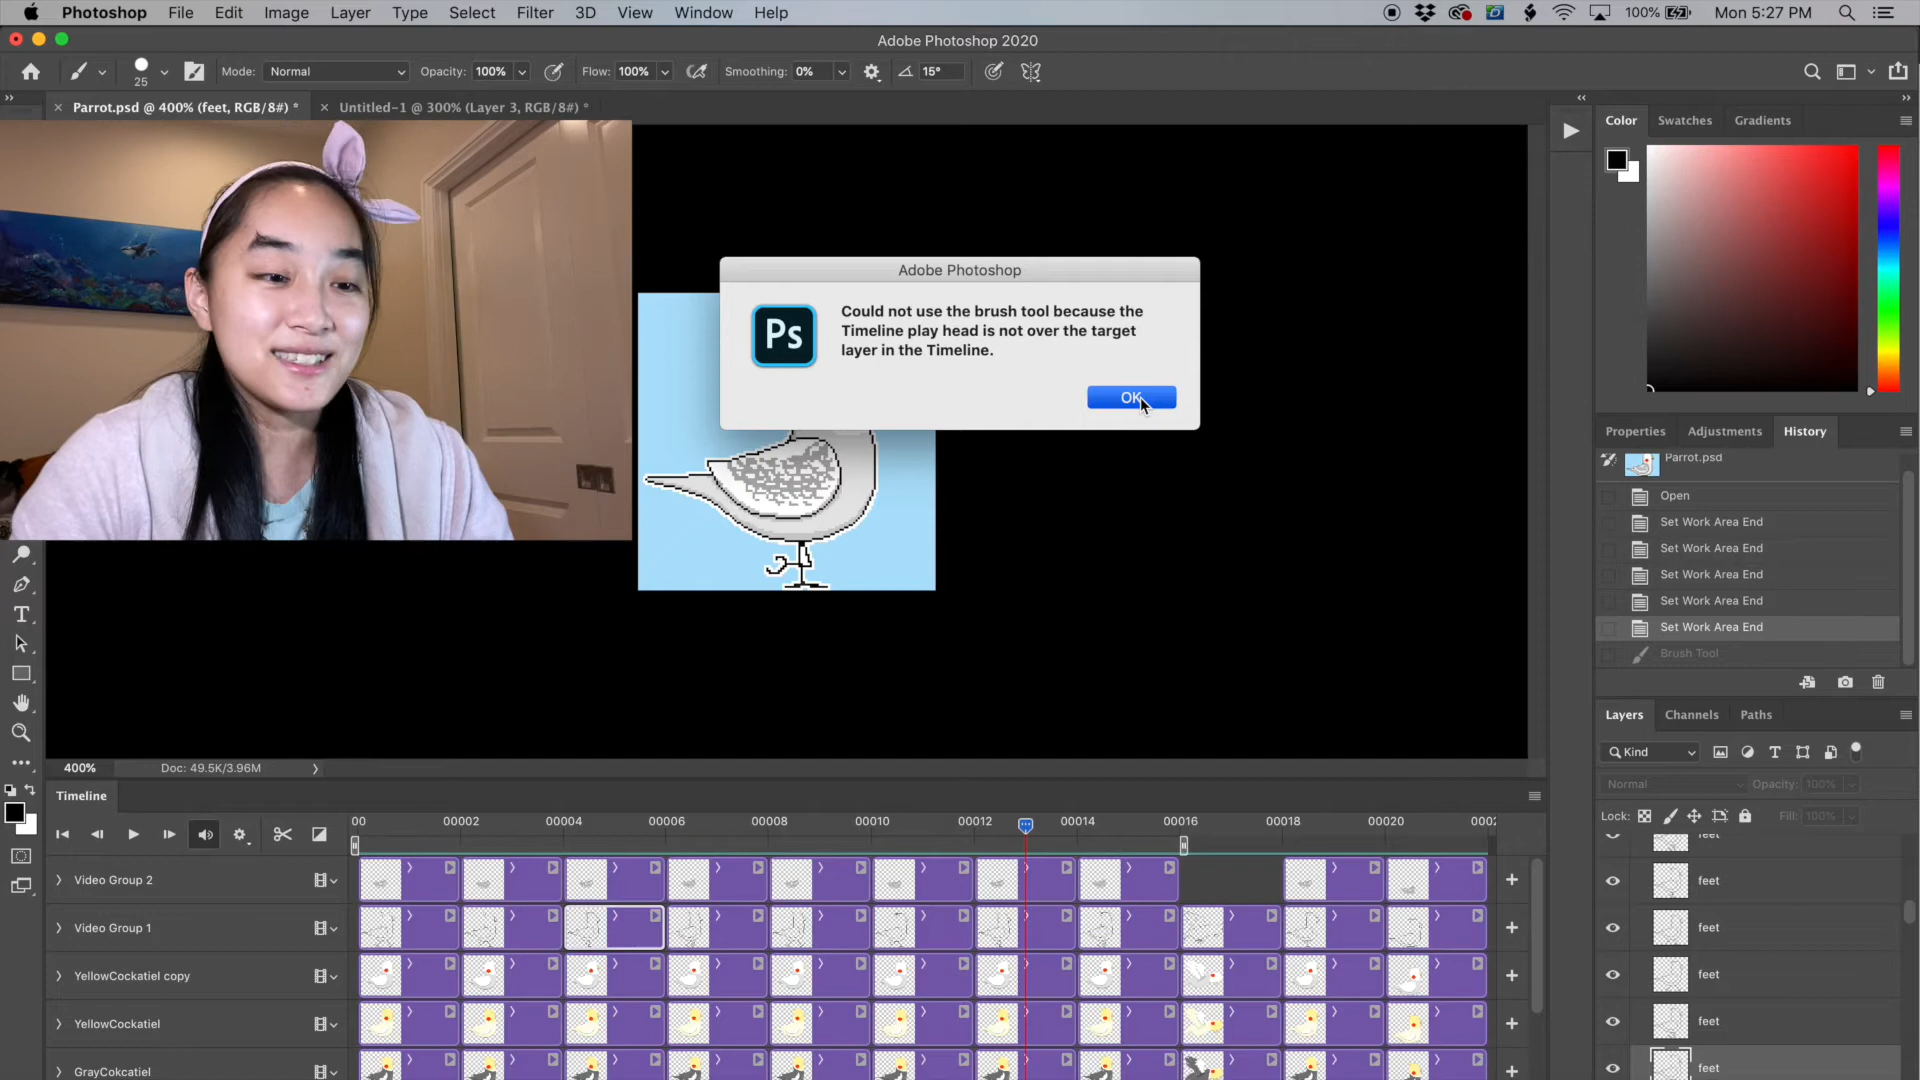 Photoshop File Edit Image Layer Type Select Filter 3D View Window Help 100% Mon 5:27 PM
Adobe Photoshop 2020
25 Mode: Normal Opacity: 100% Flow: 100% Smoothing: 0% 15°
Parrot.psd @ 400% (feet, RGB/8#) * Untitled-1 @ 300% (Layer 3, RGB/8#) *
Color Swatches Gradients
Adobe Photoshop
Ps
Could not use the brush tool because the
Timeline play head is not over the target
layer in the Timeline.
OK
Properties Adjustments History
Parrot.psd
Open
Set Work Area End
Set Work Area End
Set Work Area End
Set Work Area End
Set Work Area End
Brush Tool
Layers Channels Paths
Kind
Normal Opacity: 100%
Lock: Fill: 100%
feet
feet
feet
feet
feet
feet
400% Doc: 49.5K/3.96M
Timeline
00 00002 00004 00006 00008 00010 00012 00014 00016 00018 00020
Video Group 2
Video Group 1
YellowCockatiel copy
YellowCockatiel
GrayCokcatiel